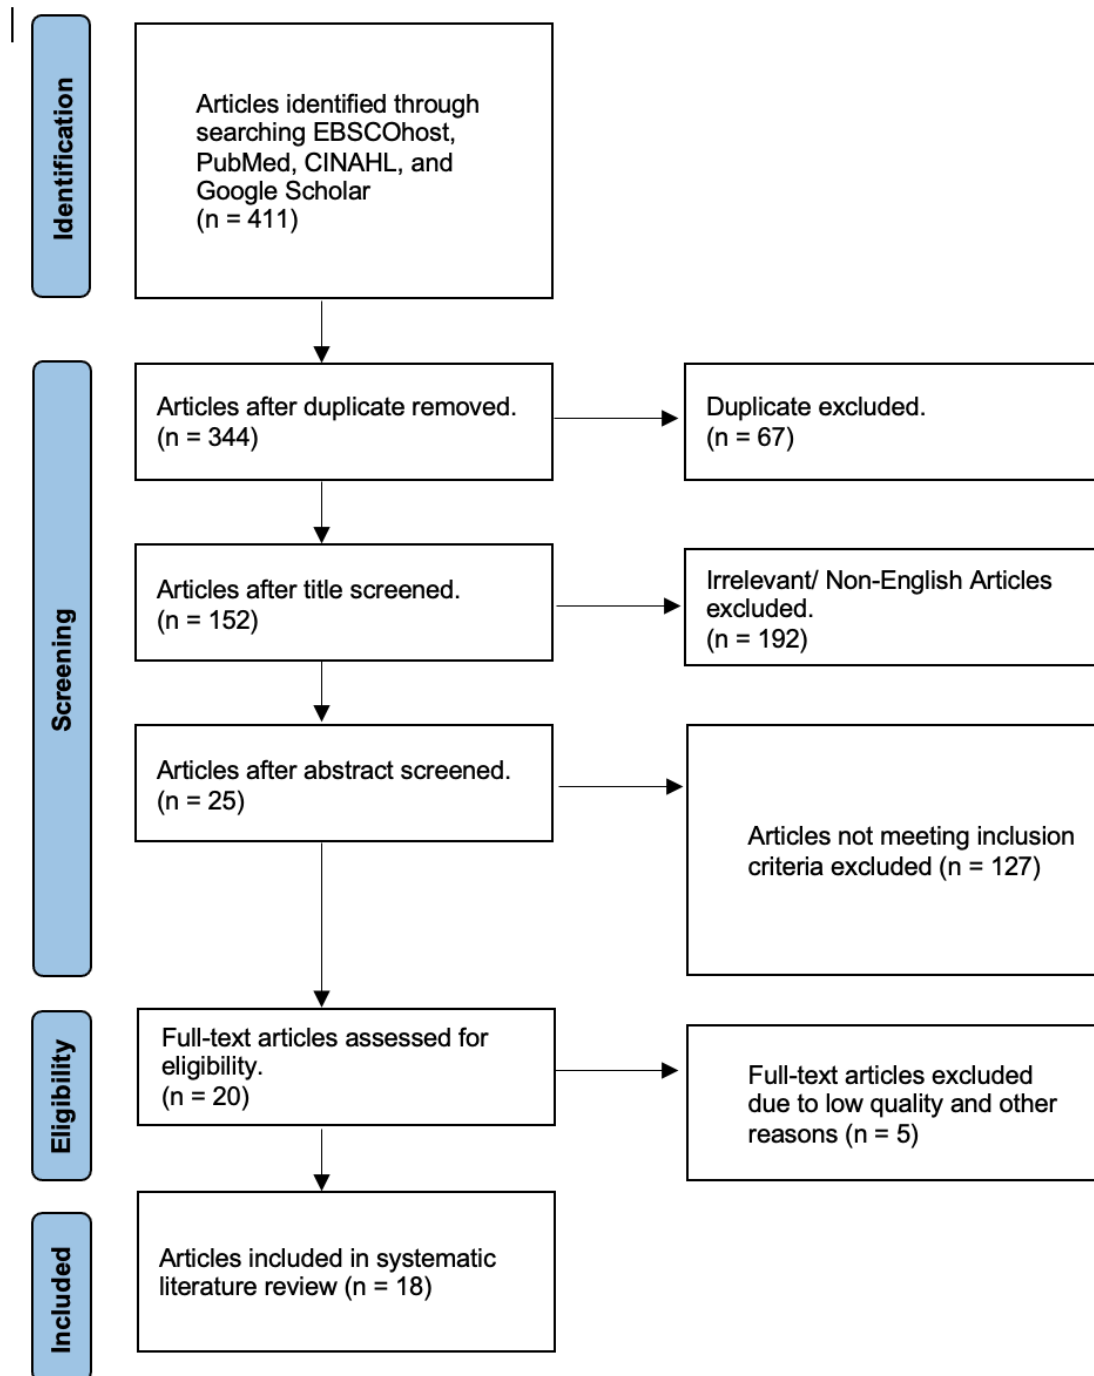 Identification
Articles identified through
searching EBSCOhost,
PubMed, CINAHL, and
Google Scholar
(n = 411)
Screening
Articles after duplicate removed.
(n = 344)
Duplicate excluded.
(n = 67)
Articles after title screened.
(n = 152)
Irrelevant/ Non-English Articles
excluded.
(n = 192)
Articles after abstract screened.
(n = 25)
Articles not meeting inclusion
criteria excluded (n = 127)
Eligibility
Full-text articles assessed for
eligibility.
(n = 20)
Full-text articles excluded
due to low quality and other
reasons (n = 5)
Included
Articles included in systematic
literature review (n = 18)